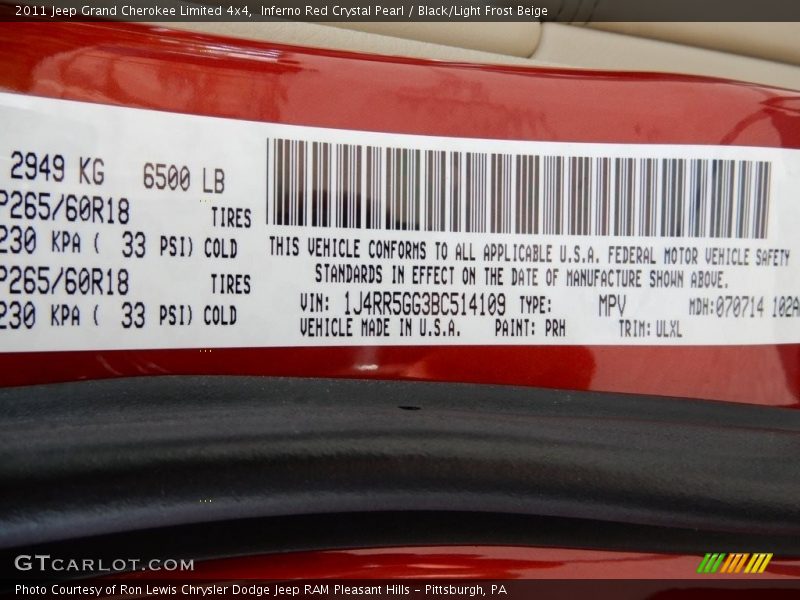 2011 Jeep Grand Cherokee Limited 4x4,  Inferno Red Crystal Pearl / Black/Light Frost Beige
2949 KG 6500 LB
P265/60R18 TIRES
230 KPA ( 33 PSI) COLD
P265/60R18 TIRES
230 KPA ( 33 PSI) COLD
THIS VEHICLE CONFORMS TO ALL APPLICABLE U.S.A. FEDERAL MOTOR VEHICLE SAFETY
STANDARDS IN EFFECT ON THE DATE OF MANUFACTURE SHOWN ABOVE.
VIN: 1J4RR5GG3BC514109 TYPE: MPV MDH:070714 102A
VEHICLE MADE IN U.S.A. PAINT: PRH TRIM: ULXL
GTCARLOT.COM
Photo Courtesy of Ron Lewis Chrysler Dodge Jeep RAM Pleasant Hills - Pittsburgh, PA